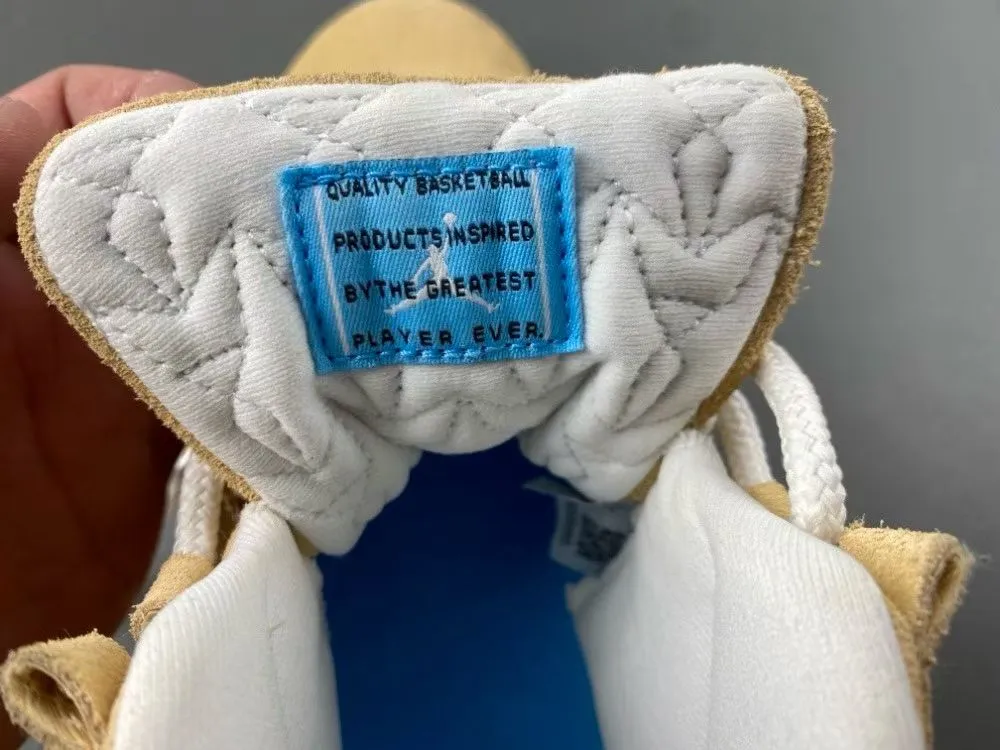 QUALITY BASKETBALL
PRODUCTS INSPIRED
BY THE GREATEST
PLAYER EVER.